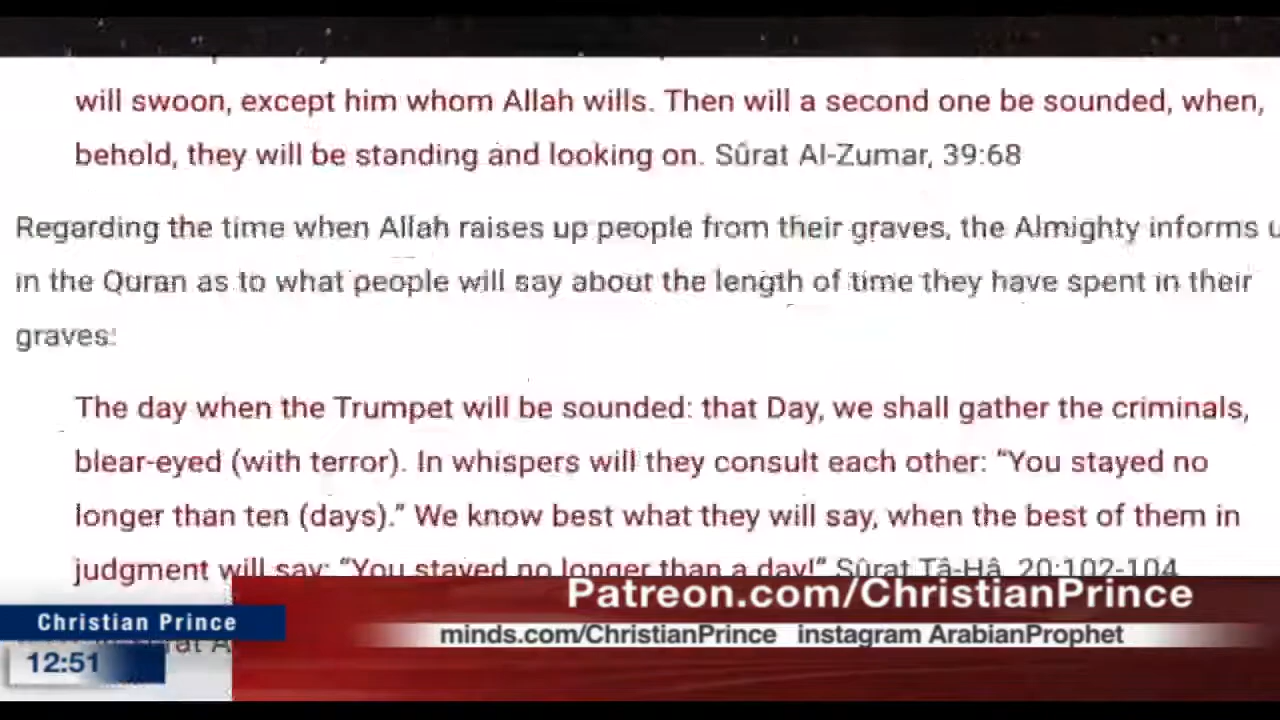 will swoon, except him whom Allah wills. Then will a second one be sounded, when,
behold, they will be standing and looking on. Sûrat Al-Zumar, 39:68
Regarding the time when Allah raises up people from their graves, the Almighty informs u
in the Quran as to what people will say about the length of time they have spent in their
graves:
The day when the Trumpet will be sounded: that Day, we shall gather the criminals,
blear-eyed (with terror). In whispers will they consult each other: “You stayed no
longer than ten (days).” We know best what they will say, when the best of them in
judgment will say: “You stayed no longer than a day!” Sûrat Tâ-Hâ, 20:102-104
Patreon.com/ChristianPrince
Christian Prince
minds.com/ChristianPrince instagram ArabianProphet
12:51